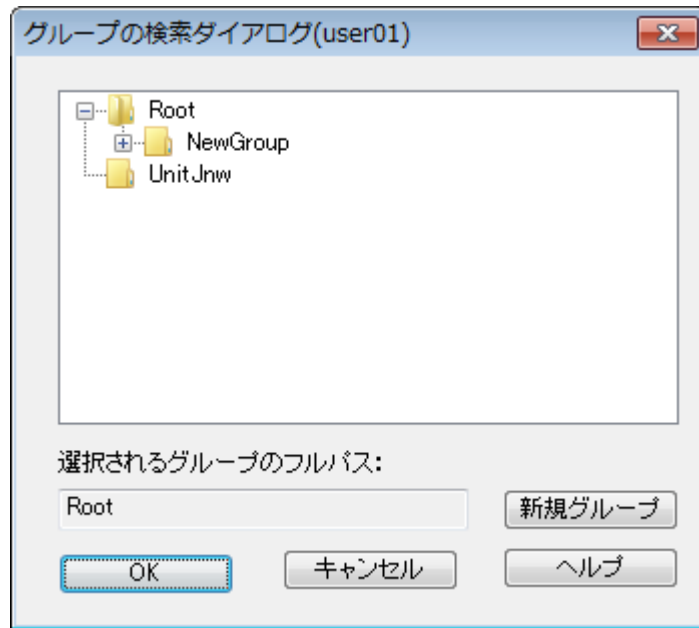 グループの検索ダイアログ(user01)
Root
NewGroup
UnitJnw
選択されるグループのフルパス:
Root
新規グループ
OK
キャンセル
ヘルプ